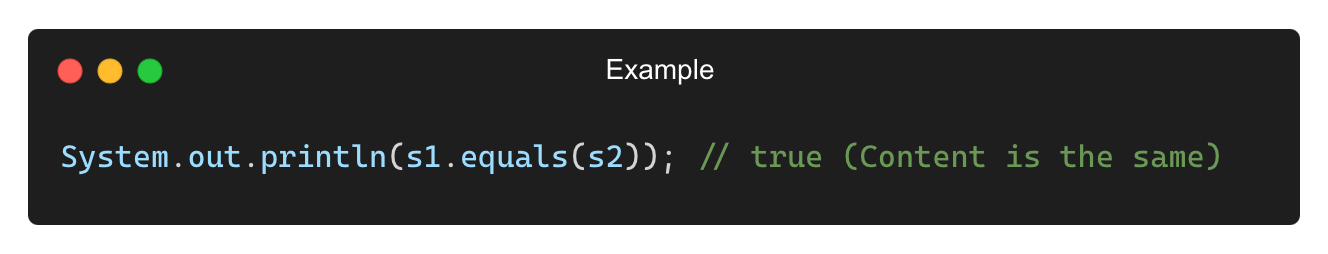 Example
System.out.println(s1.equals(s2)); // true (Content is the same)